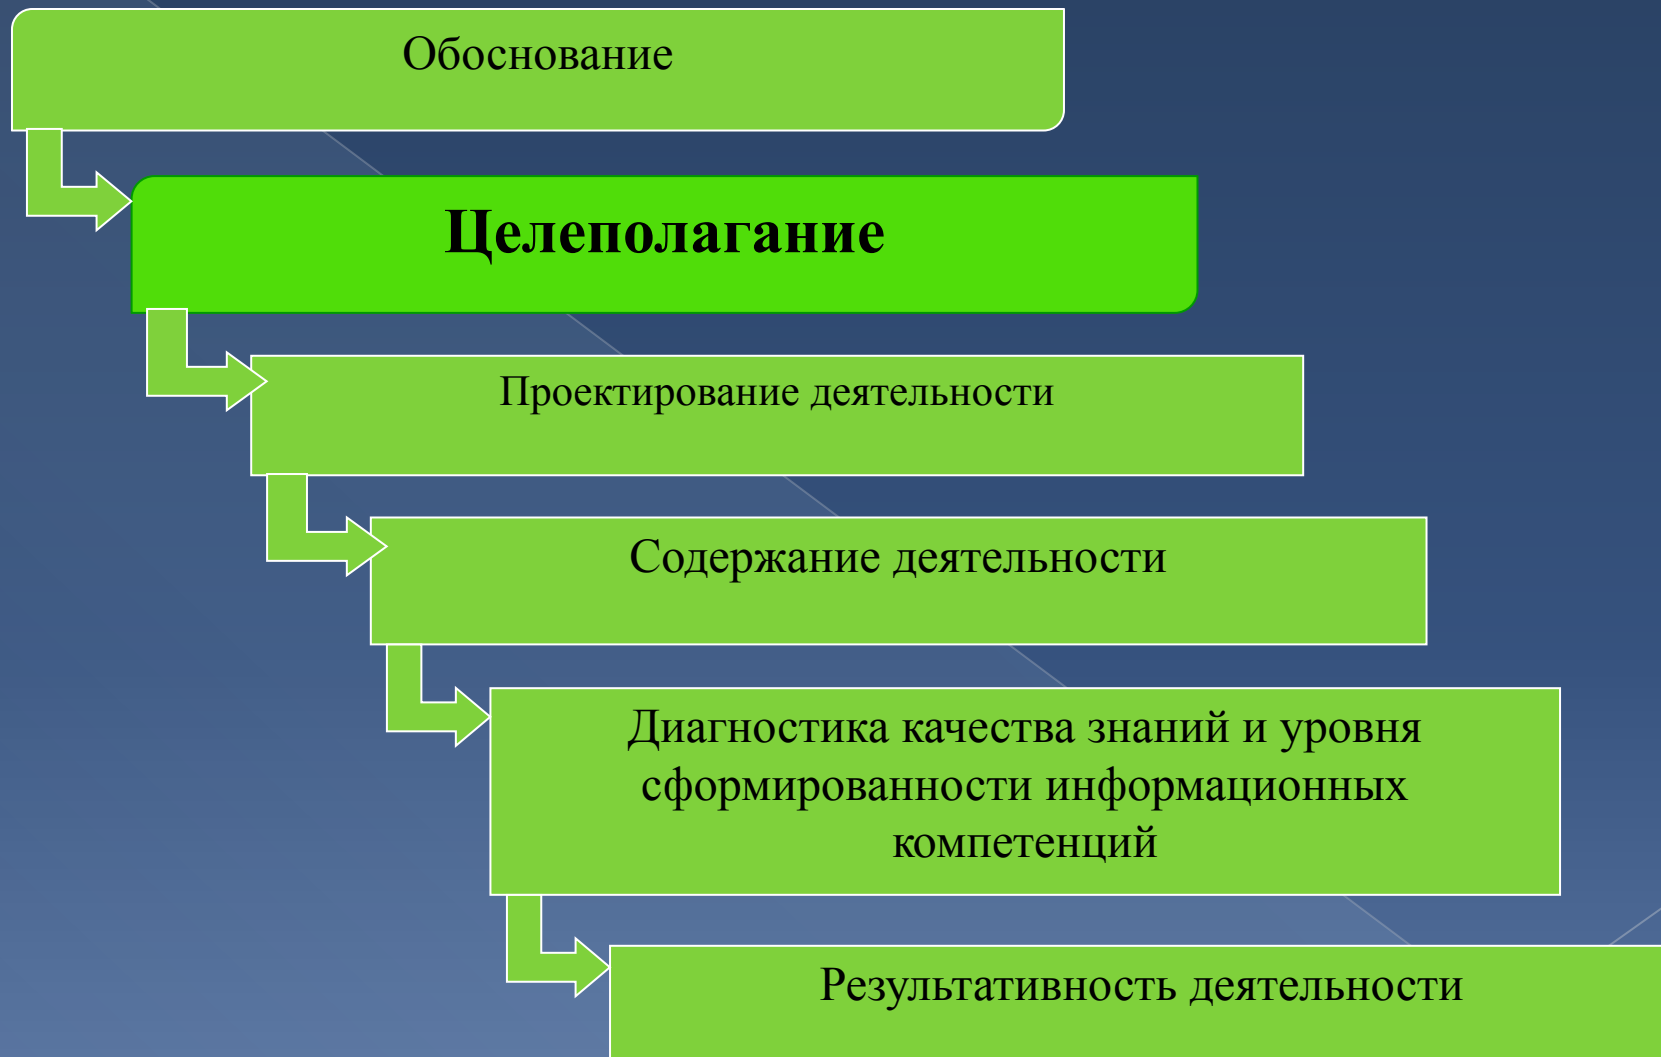 Обоснование
Целеполагание
Проектирование деятельности
Содержание деятельности
Диагностика качества знаний и уровня
сформированности информационных
компетенций
Результативность деятельности